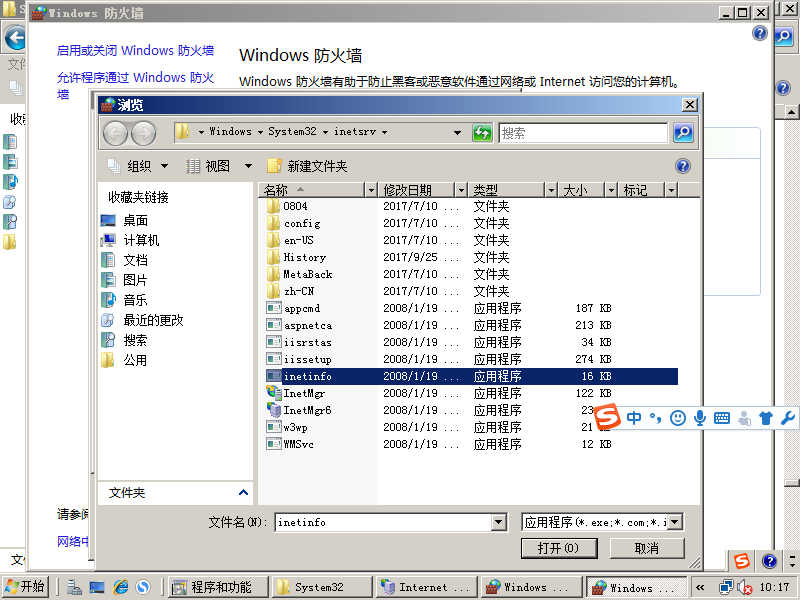 Windows 防火墙
启用或关闭 Windows 防火墙
允许程序通过 Windows 防火墙
Windows 防火墙
Windows 防火墙有助于防止黑客或恶意软件通过网络或 Internet 访问您的计算机。
浏览
Windows System32 inetsrv
搜索
组织 视图 新建文件夹
收藏夹链接
桌面
计算机
文档
图片
音乐
最近的更改
搜索
公用
文件夹
名称 修改日期 类型 大小 标记
0804 2017/7/10 ... 文件夹
config 2017/7/10 ... 文件夹
en-US 2017/7/10 ... 文件夹
History 2017/9/25 ... 文件夹
MetaBack 2017/7/10 ... 文件夹
zh-CN 2017/7/10 ... 文件夹
appcmd 2008/1/19 ... 应用程序 187 KB
aspnetca 2008/1/19 ... 应用程序 213 KB
iisrstas 2008/1/19 ... 应用程序 34 KB
iissetup 2008/1/19 ... 应用程序 274 KB
inetinfo 2008/1/19 ... 应用程序 16 KB
InetMgr 2008/1/19 ... 应用程序 122 KB
InetMgr6 2008/1/19 ... 应用程序
w3wp 2008/1/19 ... 应用程序 21 KB
WMSvc 2008/1/19 ... 应用程序 12 KB
中
文件名(N): inetinfo
应用程序(*.exe;*.com;*.i
打开(O) 取消
请参阅
开始 程序和功能 System32 Internet ... Windows ... Windows ... « 10:17